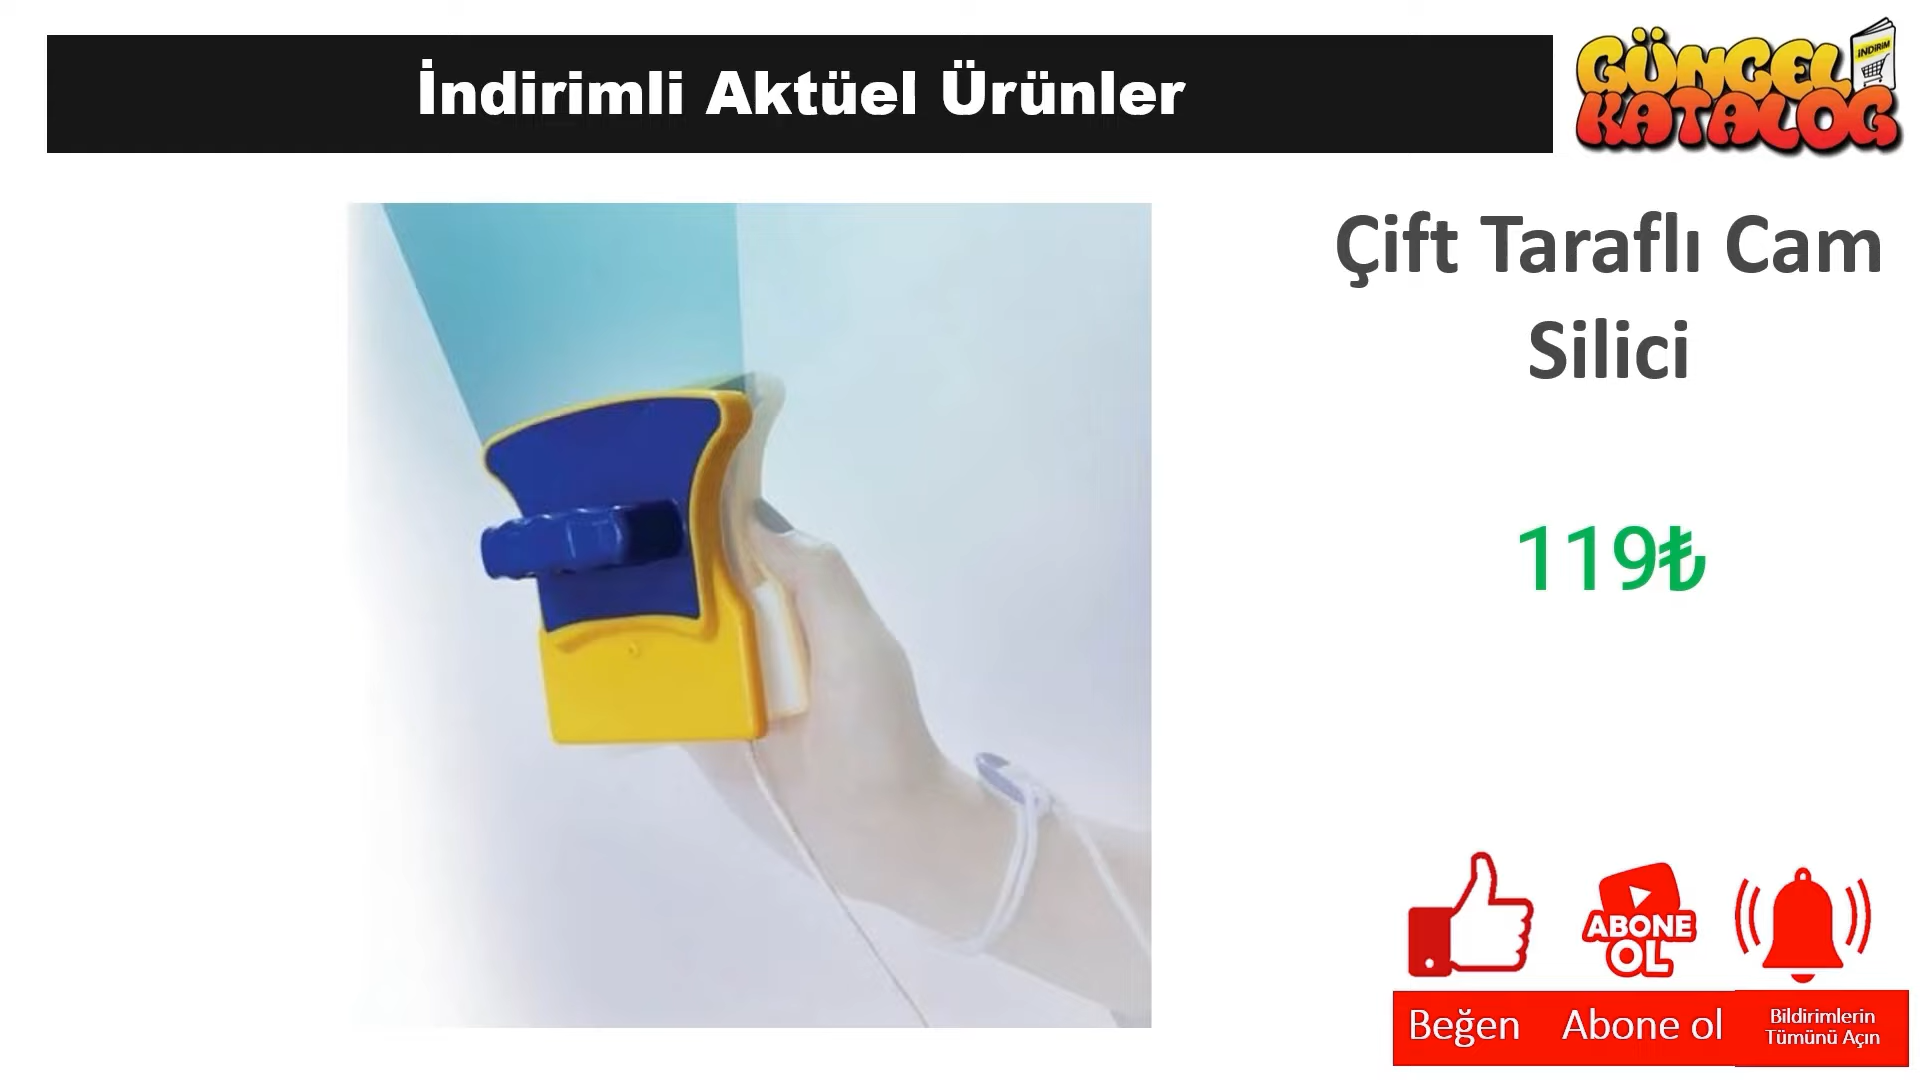 İndirimli Aktüel Ürünler
GÜNCEL
KATALOG
İNDİRİM
Çift Taraflı Cam
Silici
119₺
ABONE
OL
Beğen
Abone ol
Bildirimlerin
Tümünü Açın